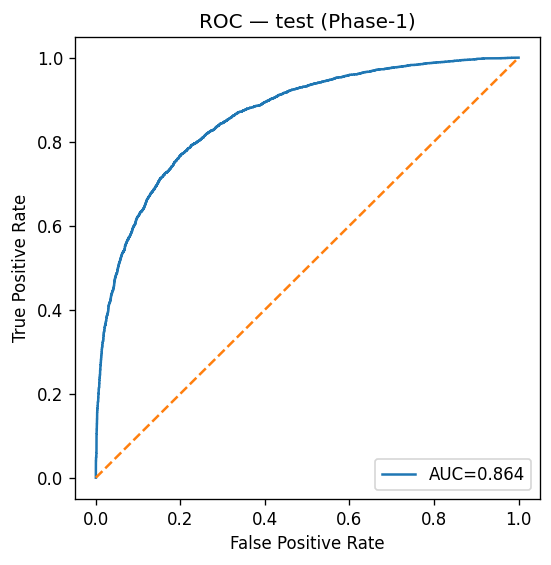 ROC — test (Phase-1)
1.0
0.8
0.6
0.4
0.2
0.0
True Positive Rate
AUC=0.864
0.0 0.2 0.4 0.6 0.8 1.0
False Positive Rate